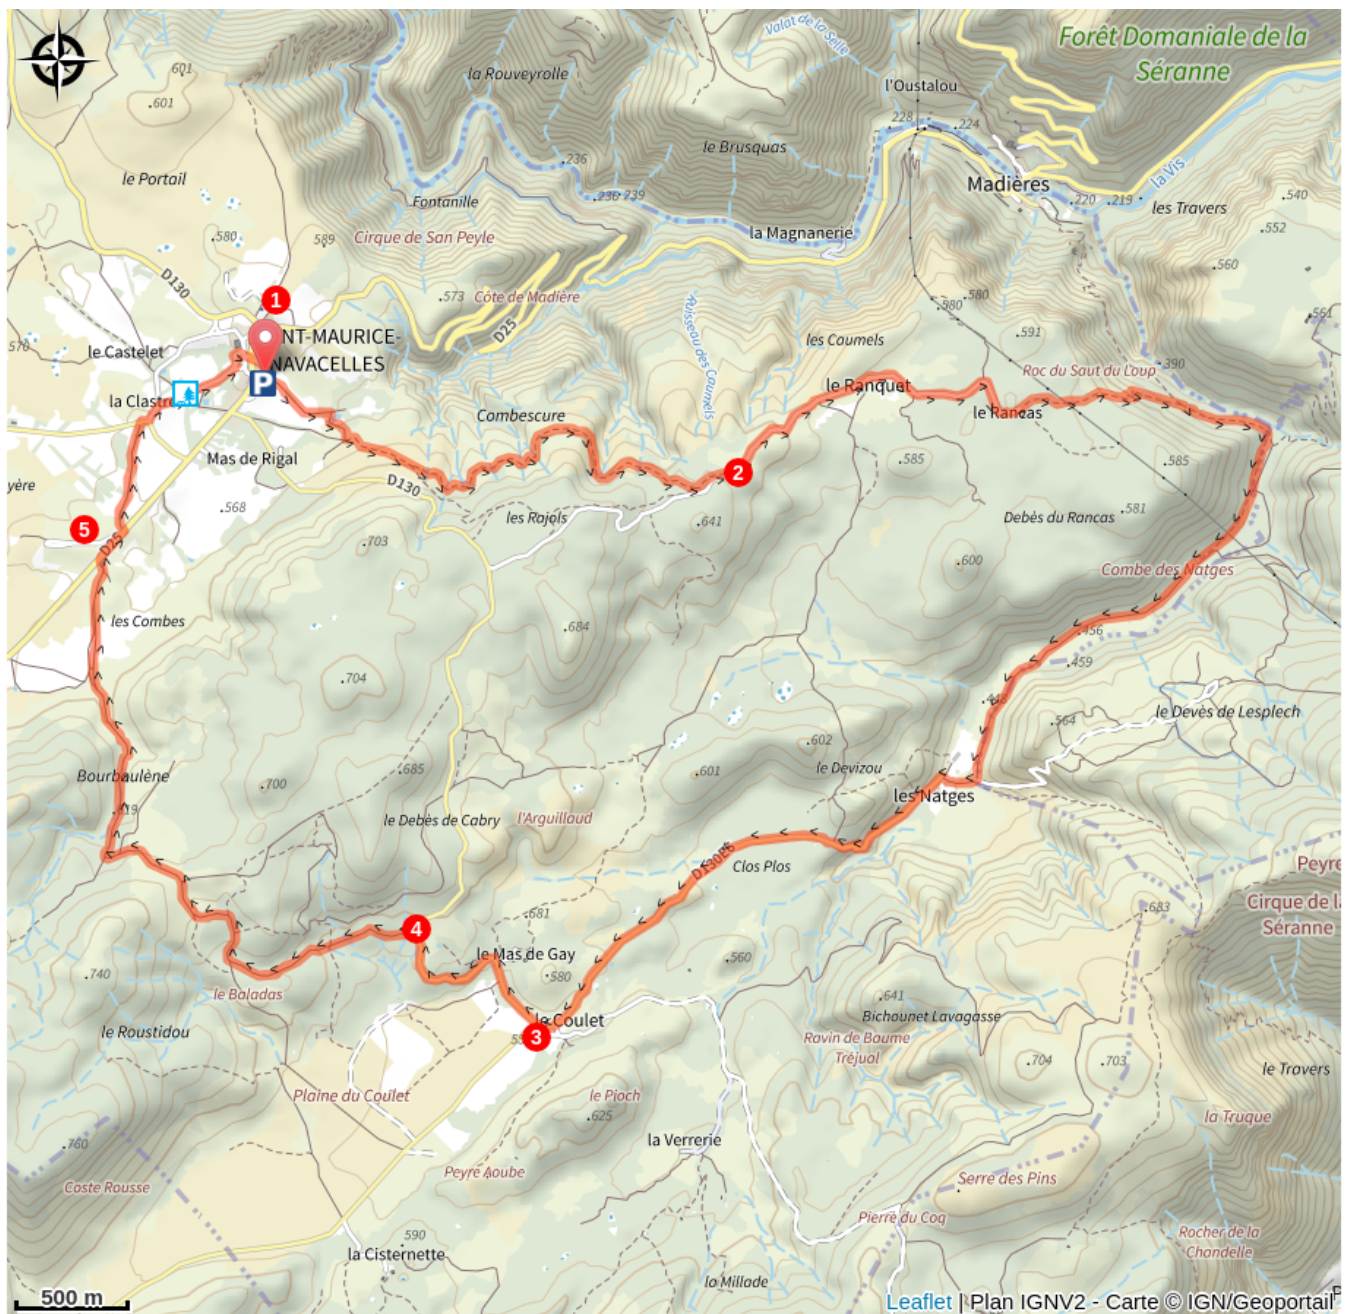 Forêt Domaniale de la
Séranne
Valat de la Selle
la Rouveyrolle
601
.601
l'Oustalou
228
.224
le Brusquas
Madières
la Vis
.236
.236
.239
.220
.219
.540
les Travers
.552
le Portail
Fontanille
.580
589
Cirque de San Peyle
la Magnanerie
.560
D130
1
.573
Côte de Madière
.580
.580
.561
Ruisseau des Caumels
.591
NT-MAURICE-
NAVACELLES
D25
les Caumels
570
le Castelet
.390
Roc du Saut du Loup
P
la Clastre
le Ranquet
le Rancas
Combescure
Mas de Rigal
.585
.585
yère
D130
2
.568
les Rajols
.641
Debès du Rancas
.581
5
D25
.703
.600
Combe des Natges
les Combes
.684
.456
.459
.704
.564
le Devès de Lesplech
.602
Bourbaulène
.685
.601
le Devizou
.700
les Natges
le Debès de Cabry
l'Arguillaud
D130E6
Clos Plos
Peyre
Cirque de la
Séranne
.681
.683
4
le Mas de Gay
.560
.740
.580
le Baladas
.641
le Coulet
Bichounet Lavagasse
le Roustidou
3
Ravin de Baume
Tréjual
.704
.703
le Travers
Plaine du Coulet
le Pioch
.625
la Truque
la Verrerie
.760
Peyre Aoube
Coste Rousse
Serre des Pins
Pierre du Coq
.590
Rocher de la
Chandelle
la Cisternette
la Millade
500 m
Leaflet | Plan IGNV2 - Carte © IGN/Geoportail